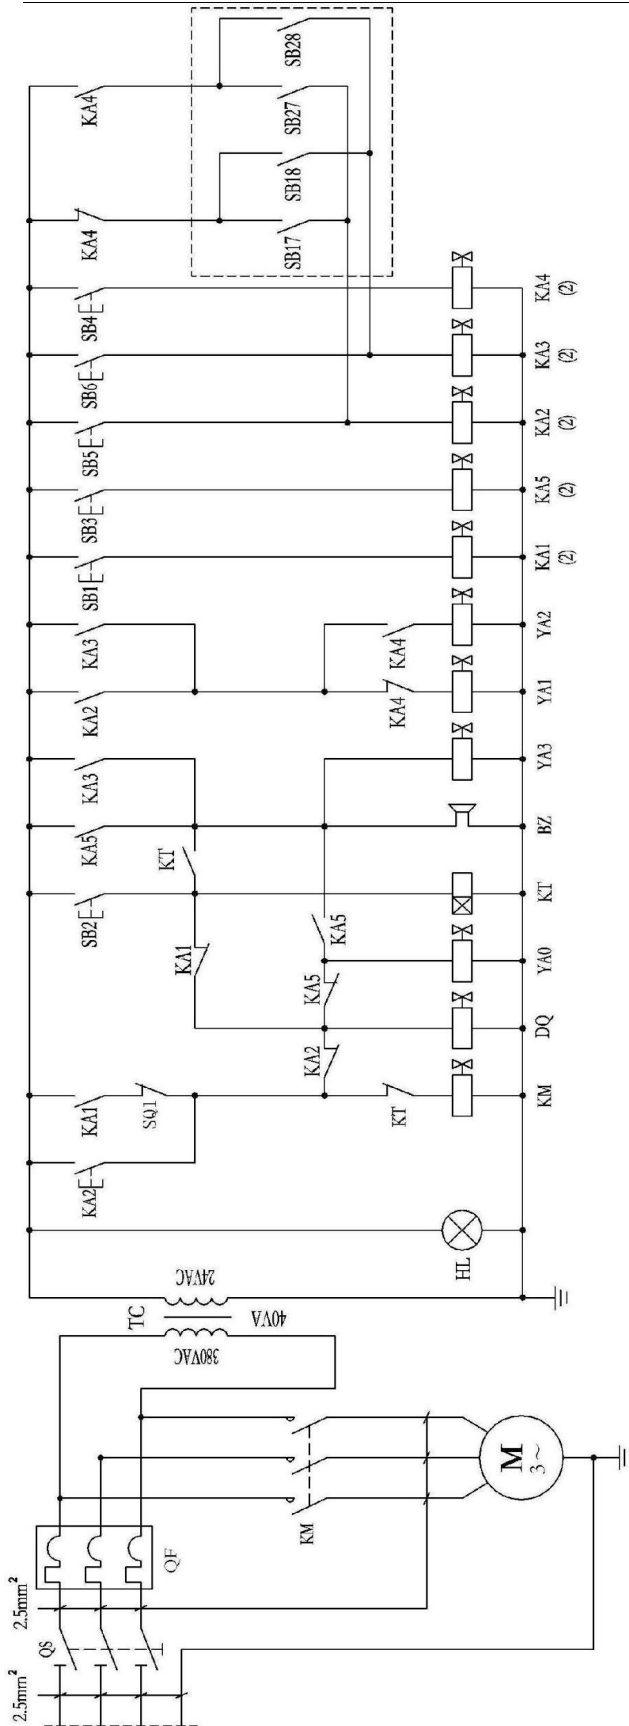 SB28
KA4
SB27
SB18
KA4
SB17
SB4
KA4
(2)
SB6
KA3
(2)
SB5
KA2
(2)
SB3
KA5
(2)
SB1
KA1
(2)
KA3
KA4
YA2
KA2
KA4
YA1
KA3
YA3
KA5
BZ
KT
SB2
KT
KA1
KA5
YA0
KA5
DQ
KA2
KA1
SQ1
KT
KM
KA2
HL
24VAC
TC
40VA
380VAC
KM
M
3~
QF
2.5mm²
QS
2.5mm²